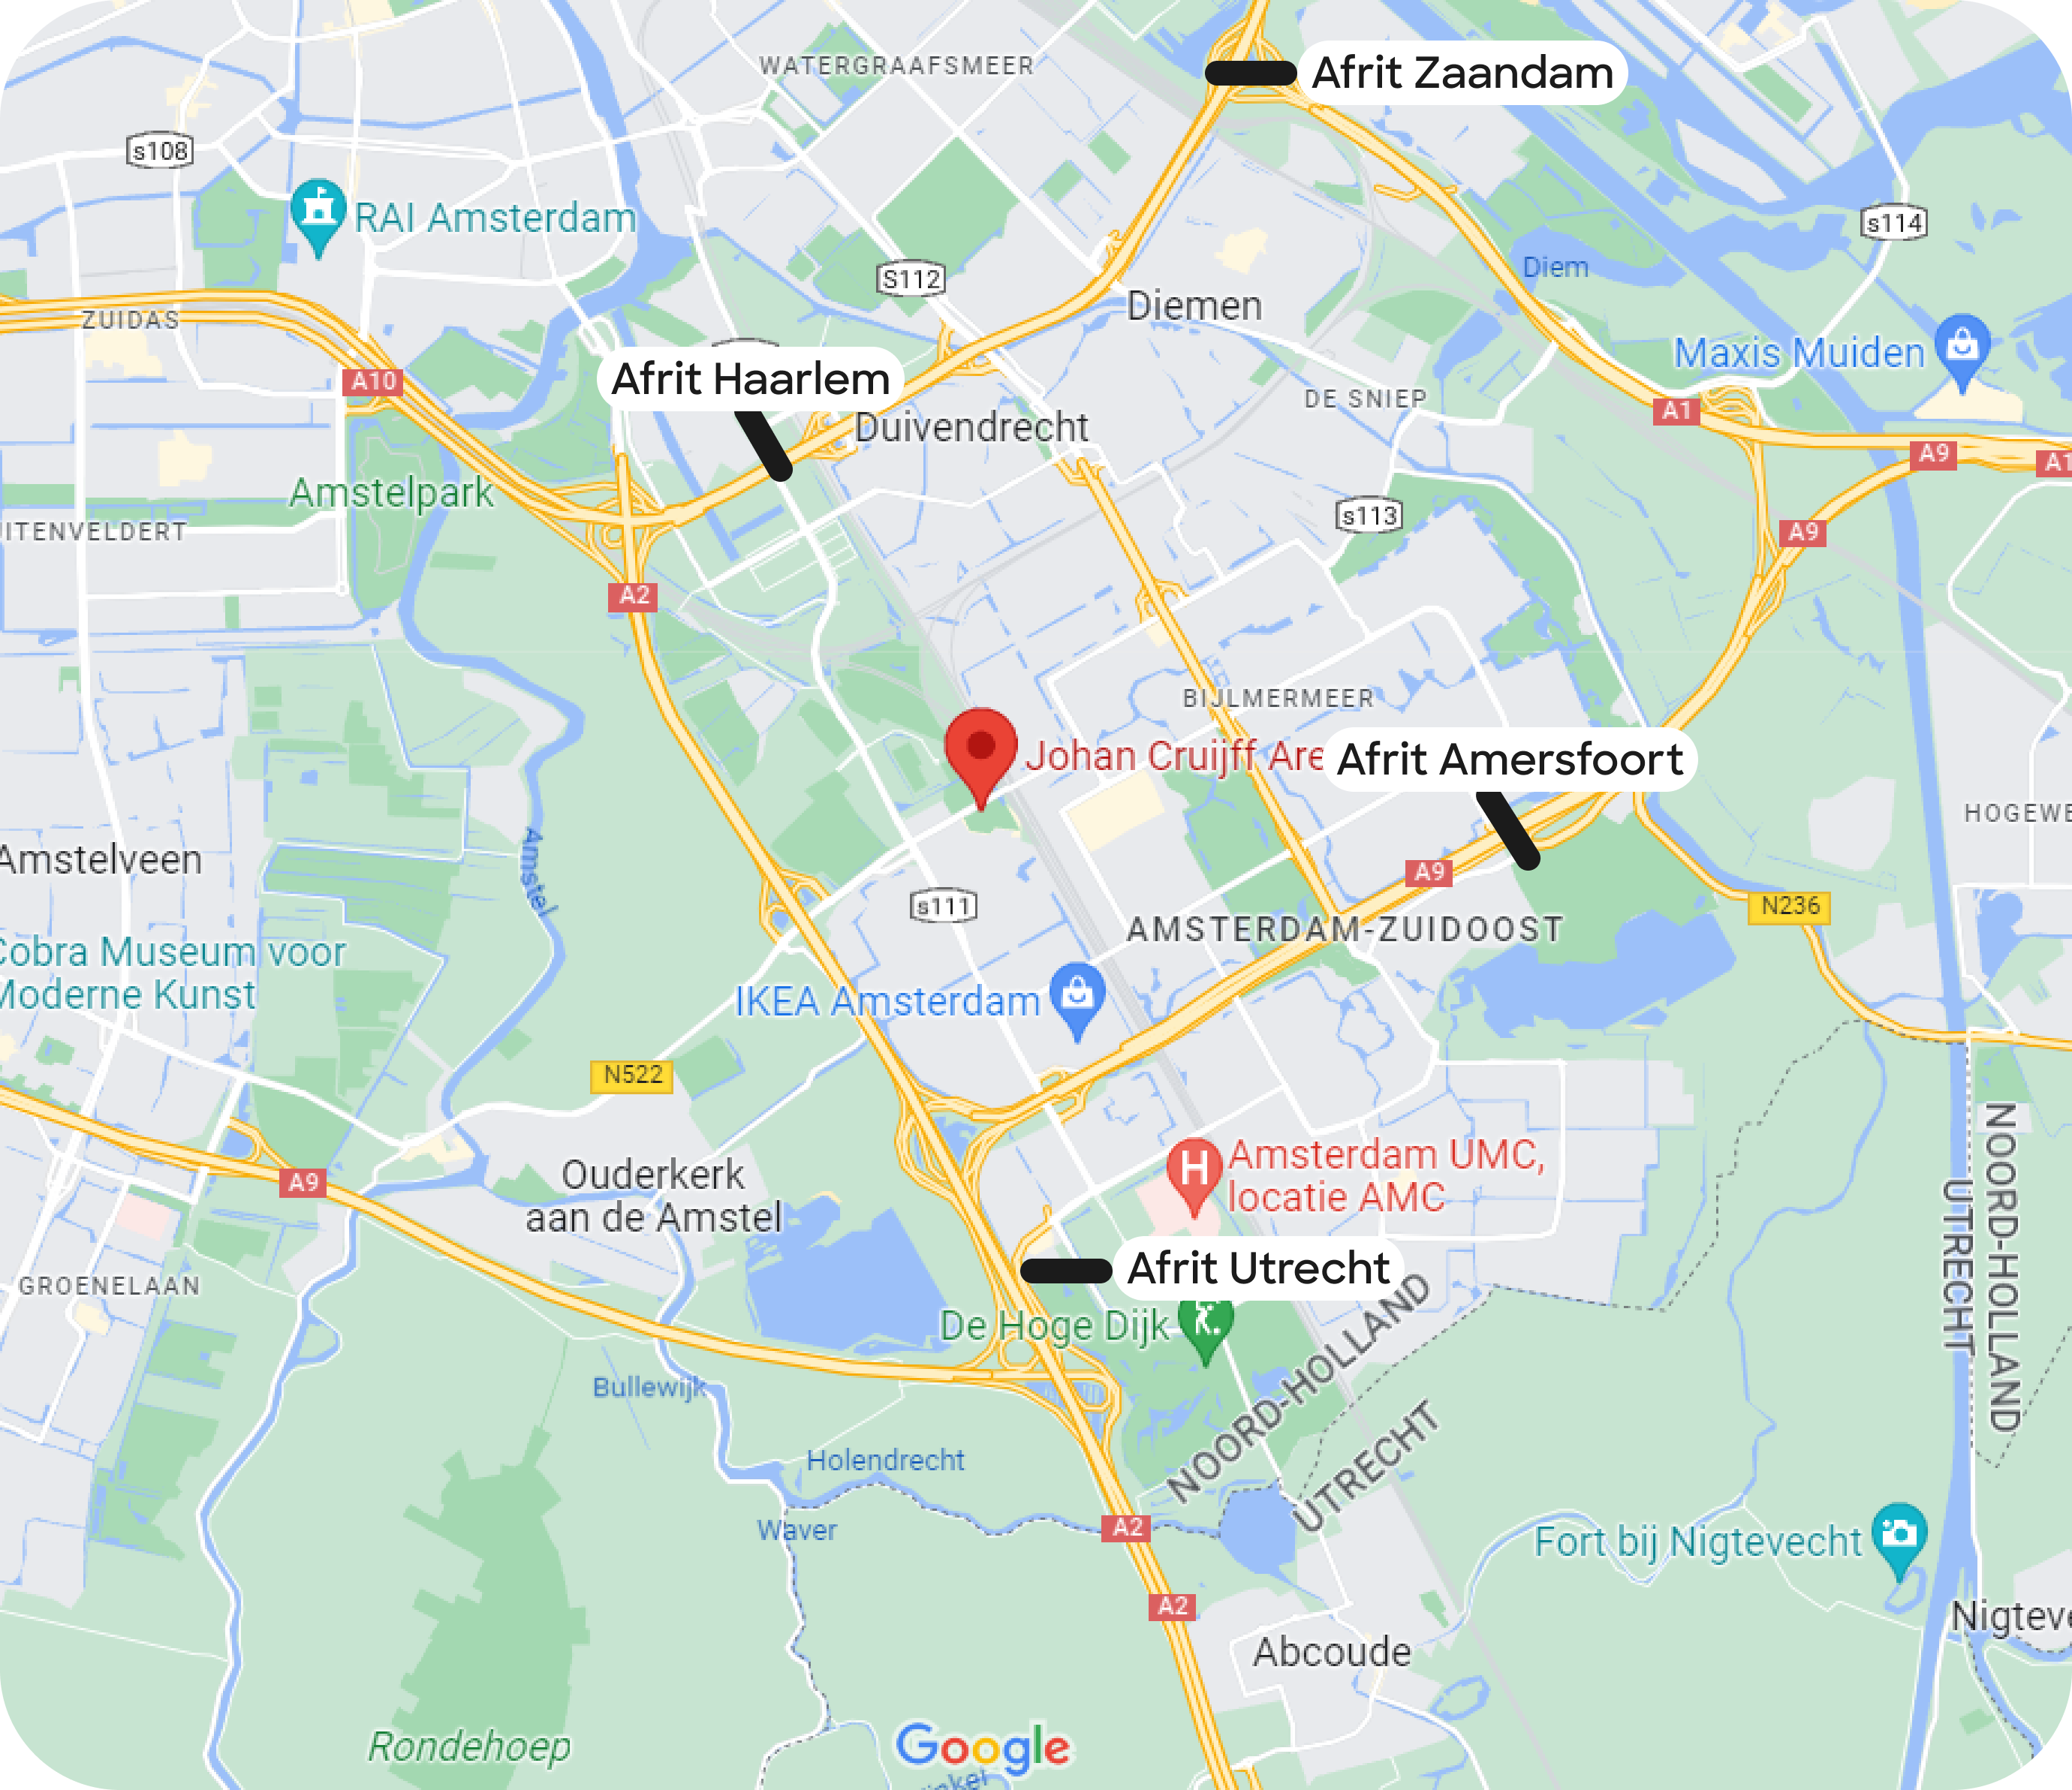 Afrit Zaandam
WATERGRAAFSMEER
s108
RAI Amsterdam
s114
S112
Diem
Diemen
ZUIDAS
Maxis Muiden
A10
Afrit Haarlem
DE SNIEP
A1
Duivendrecht
A9
A1
Amstelpark
s113
ITENVELDERT
A9
A2
BIJLMERMEER
Johan Cruijff Are
Afrit Amersfoort
HOGEWE
Amstelveen
Amstel
A9
s111
N236
AMSTERDAM-ZUIDOOST
Cobra Museum voor
Moderne Kunst
IKEA Amsterdam
N522
NOORD-HOLLAND
UTRECHT
Amsterdam UMC,
locatie AMC
A9
Ouderkerk
aan de Amstel
GROENELAAN
Afrit Utrecht
De Hoge Dijk
NOORD-HOLLAND
UTRECHT
Bullewijk
Holendrecht
Waver
A2
Fort bij Nigtevecht
A2
Nigteve
Abcoude
Rondehoep
Google